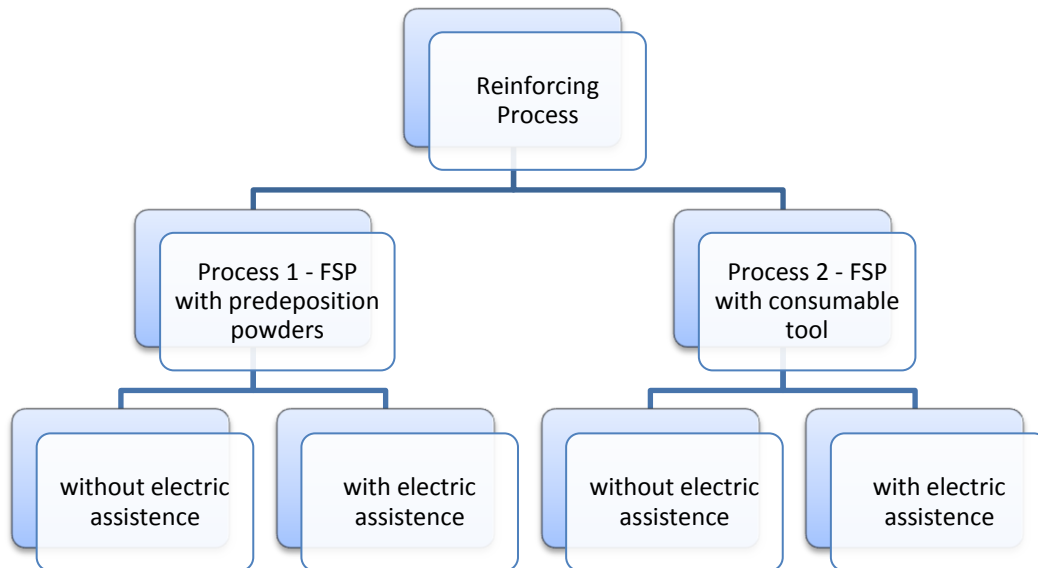 Reinforcing
Process
Process 1 - FSP
with predeposition
powders
Process 2 - FSP
with consumable
tool
without electric
assistence
with electric
assistence
without electric
assistence
with electric
assistence